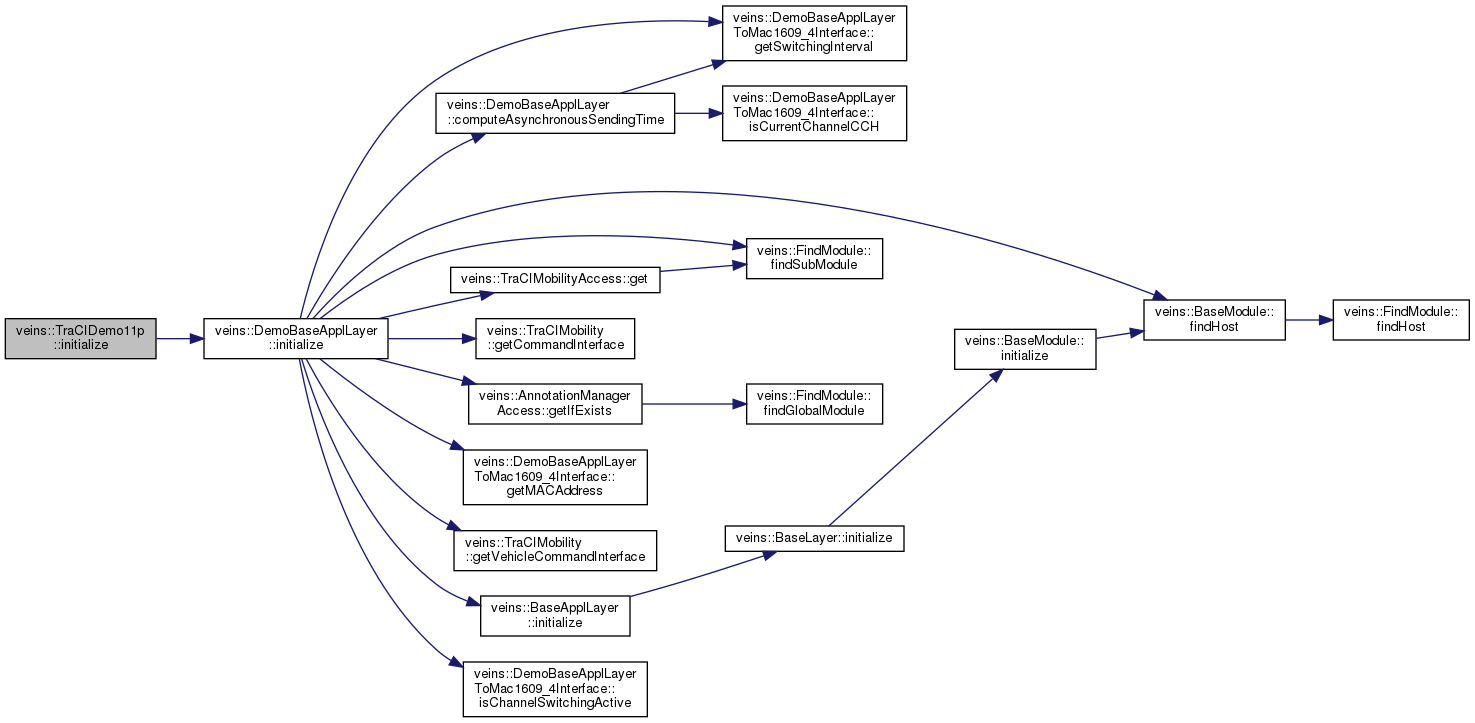 veins::TraCIDemo11p
::initialize
veins::DemoBaseApplLayer
::initialize
veins::DemoBaseApplLayer
ToMac1609_4Interface::
getSwitchingInterval
veins::DemoBaseApplLayer
::computeAsynchronousSendingTime
veins::DemoBaseApplLayer
ToMac1609_4Interface::
isCurrentChannelCCH
veins::FindModule::
findSubModule
veins::TraCIMobilityAccess::get
veins::TraCIMobility
::getCommandInterface
veins::AnnotationManager
Access::getIfExists
veins::FindModule::
findGlobalModule
veins::DemoBaseApplLayer
ToMac1609_4Interface::
getMACAddress
veins::TraCIMobility
::getVehicleCommandInterface
veins::BaseApplLayer
::initialize
veins::DemoBaseApplLayer
ToMac1609_4Interface::
isChannelSwitchingActive
veins::BaseLayer::initialize
veins::BaseModule::
initialize
veins::BaseModule::
findHost
veins::FindModule::
findHost